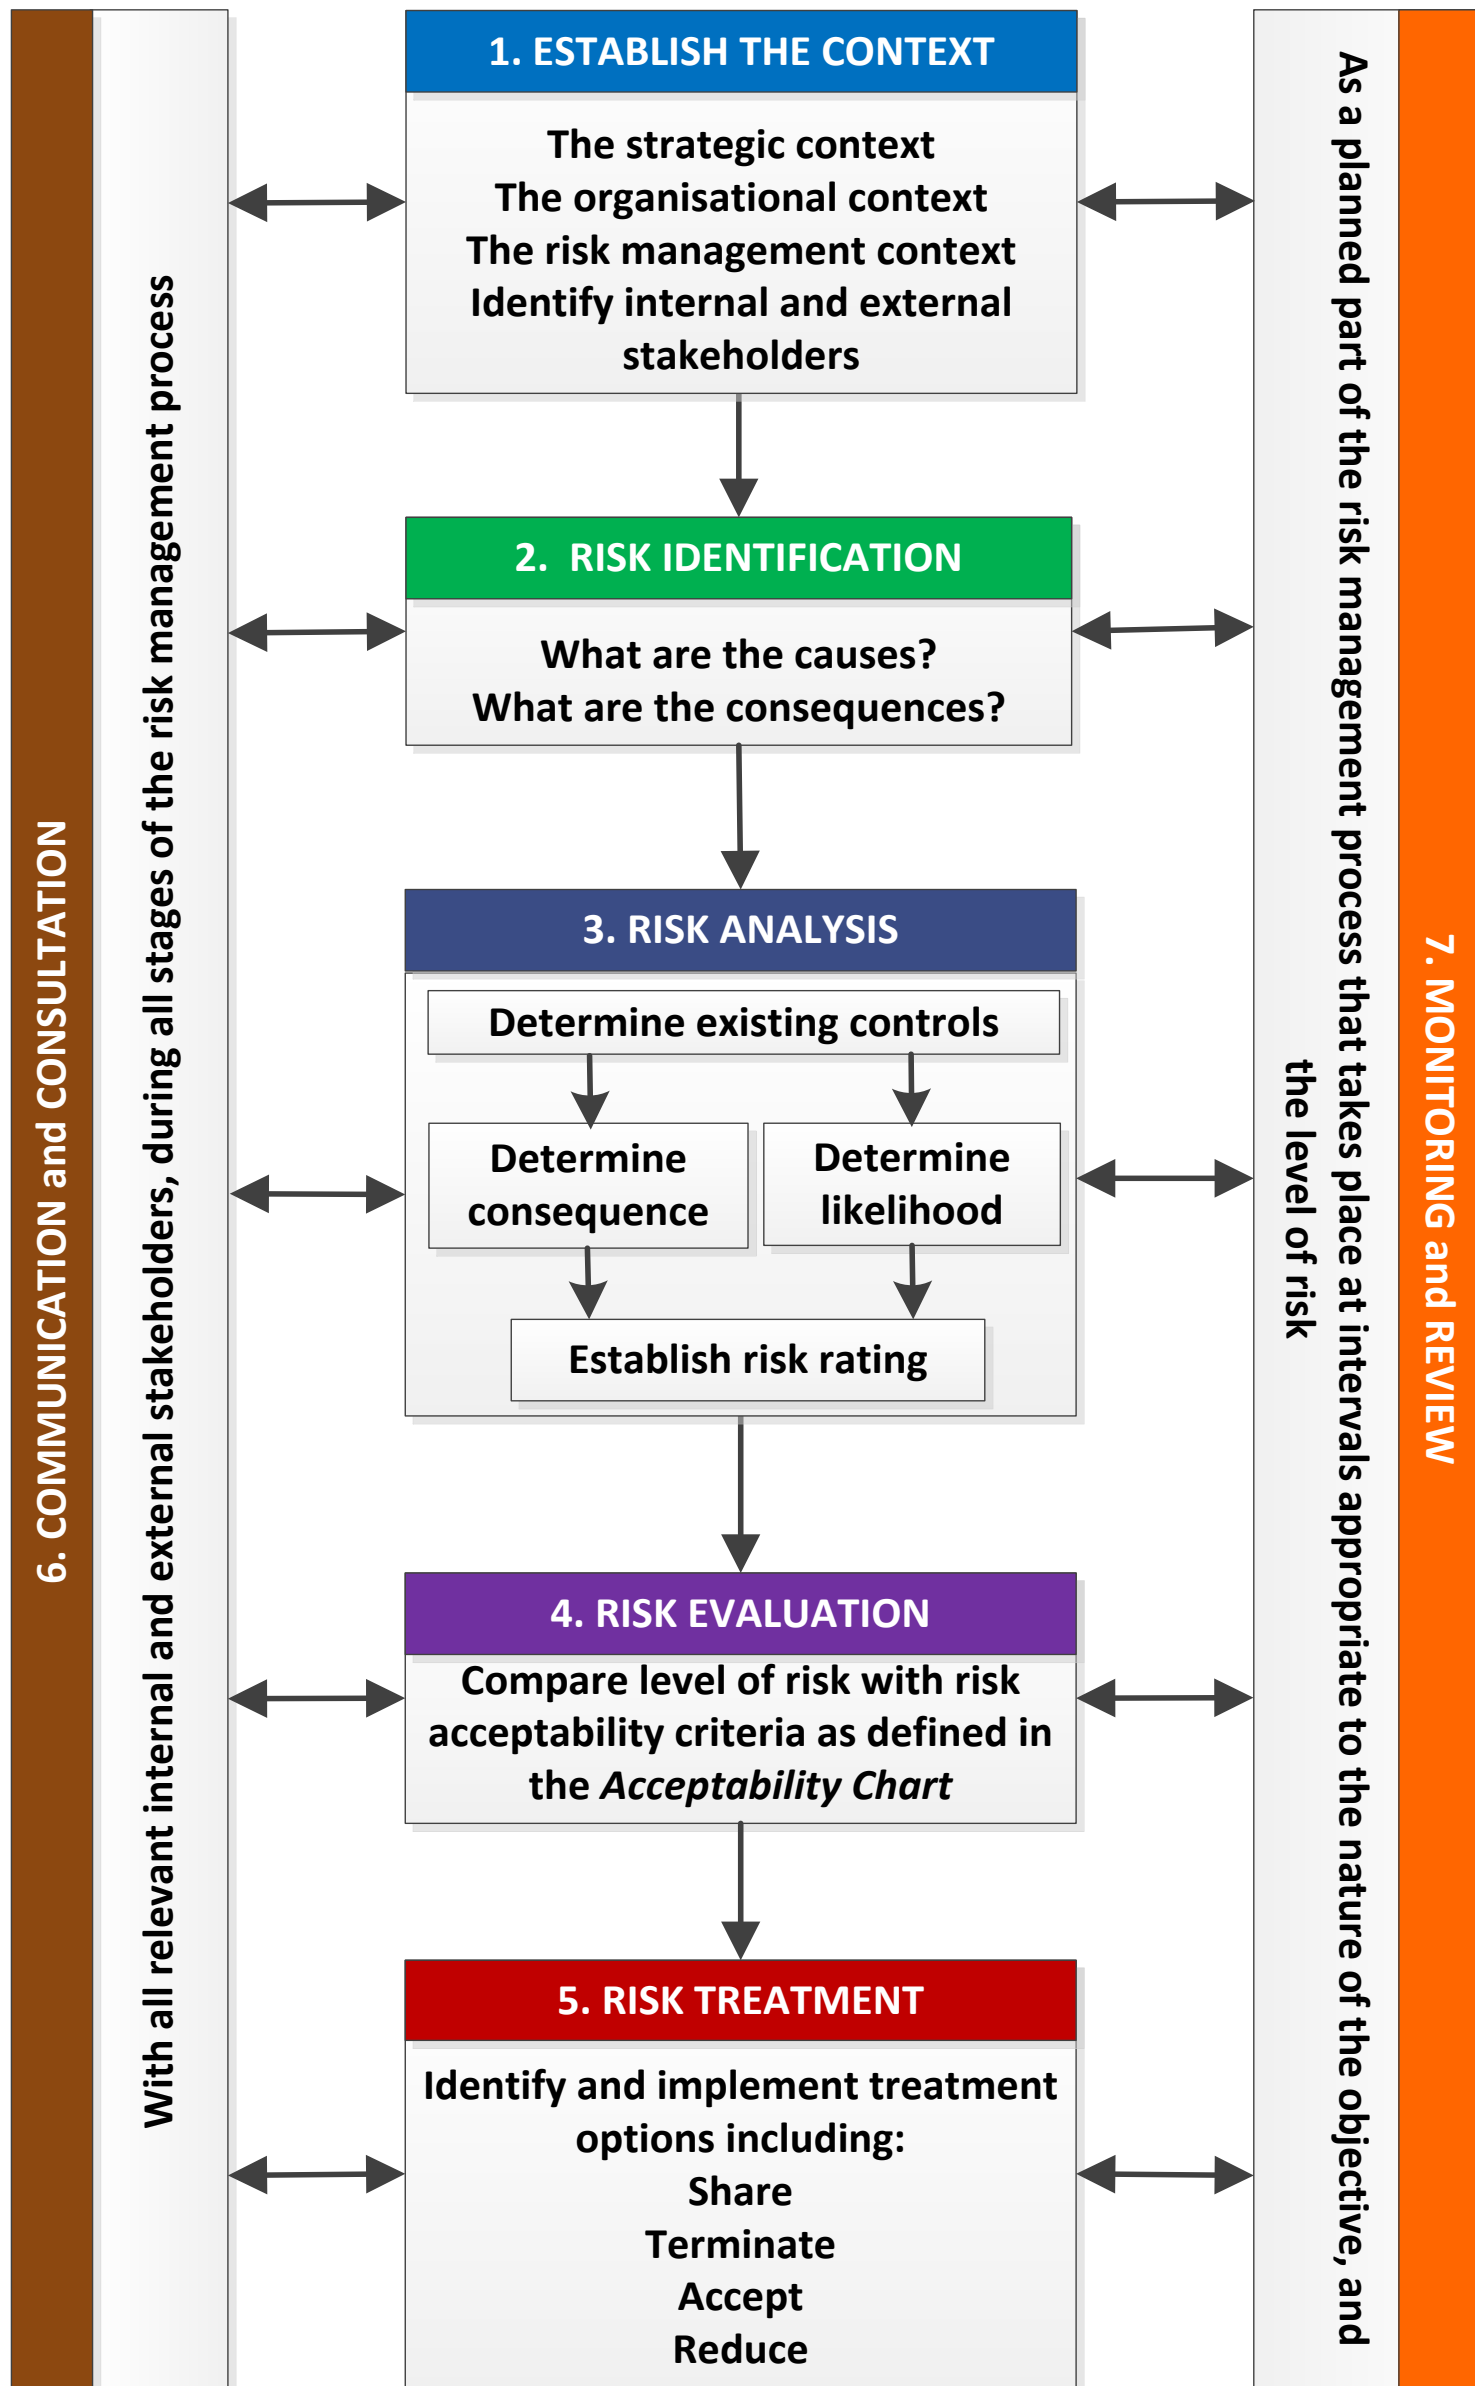 6. COMMUNICATION and CONSULTATION
With all relevant internal and external stakeholders, during all stages of the risk management process
1. ESTABLISH THE CONTEXT
The strategic context
The organisational context
The risk management context
Identify internal and external
stakeholders
2. RISK IDENTIFICATION
What are the causes?
What are the consequences?
3. RISK ANALYSIS
Determine existing controls
Determine
consequence
Determine
likelihood
Establish risk rating
4. RISK EVALUATION
Compare level of risk with risk
acceptability criteria as defined in
the Acceptability Chart
5. RISK TREATMENT
Identify and implement treatment
options including:
Share
Terminate
Accept
Reduce
As a planned part of the risk management process that takes place at intervals appropriate to the nature of the objective, and
the level of risk
7. MONITORING and REVIEW